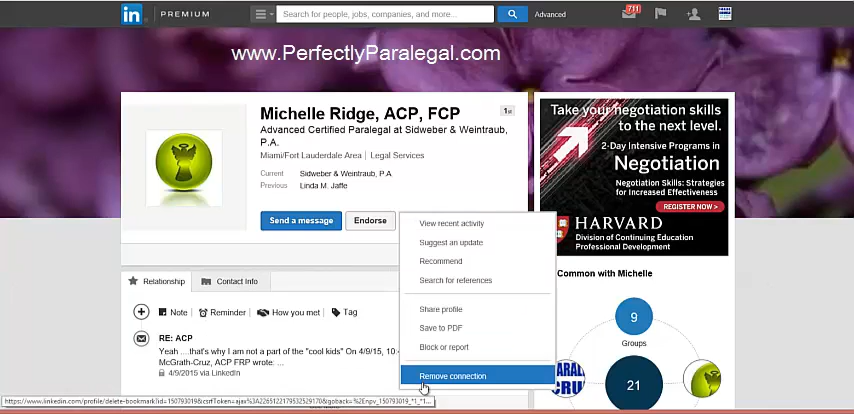 in
PREMIUM
Search for people, jobs, companies, and more...
Advanced
711
www.PerfectlyParalegal.com
Michelle Ridge, ACP, FCP
1st
Advanced Certified Paralegal at Sidweber & Weintraub,
P.A.
Miami/Fort Lauderdale Area | Legal Services
Current Sidweber & Weintraub, P.A.
Previous Linda M. Jaffe
Send a message
Endorse
View recent activity
Suggest an update
Recommend
Search for references
Share profile
Save to PDF
Block or report
Remove connection
Take your negotiation skills
to the next level.
2-Day Intensive Programs in
Negotiation
Negotiation Skills: Strategies
for Increased Effectiveness
REGISTER NOW >
HARVARD
Division of Continuing Education
Professional Development
Relationship
Contact Info
Common with Michelle
Note
Reminder
How you met
Tag
9
Groups
RE: ACP
Yeah ....that's why I am not a part of the "cool kids" On 4/9/15, 10
McGrath-Cruz, ACP FRP wrote: ...
4/9/2015 via LinkedIn
21
CRU